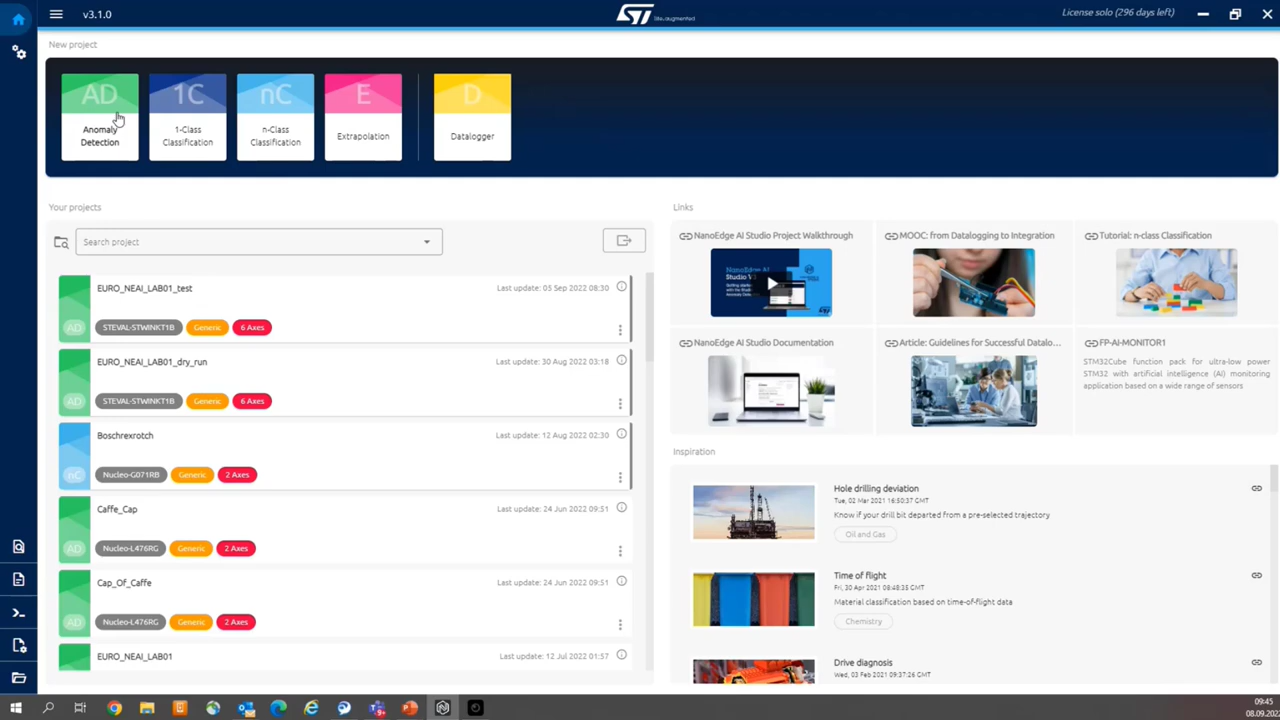 v3.1.0
ST life.augmented
License solo (296 days left)
New project
AD
Anomaly
Detection
1C
1-Class
Classification
nC
n-Class
Classification
E
Extrapolation
D
Datalogger
Your projects
Search project
EURO_NEAI_LAB01_test
Last update: 05 Sep 2022 08:30
AD
STEVAL-STWINKT1B
Generic
6 Axes
EURO_NEAI_LAB01_dry_run
Last update: 30 Aug 2022 03:18
AD
STEVAL-STWINKT1B
Generic
6 Axes
Boschrexrotch
Last update: 12 Aug 2022 02:30
nC
Nucleo-G071RB
Generic
2 Axes
Caffe_Cap
Last update: 24 Jun 2022 09:51
AD
Nucleo-L476RG
Generic
2 Axes
Cap_Of_Caffe
Last update: 24 Jun 2022 09:51
AD
Nucleo-L476RG
Generic
2 Axes
EURO_NEAI_LAB01
Last update: 12 Jul 2022 01:57
Links
NanoEdge AI Studio Project Walkthrough
MOOC: from Datalogging to Integration
Tutorial: n-class Classification
NanoEdge AI Studio Documentation
Article: Guidelines for Successful Datalo...
FP-AI-MONITOR1
STM32Cube function pack for ultra-low power
STM32 with artificial intelligence (AI) monitoring
application based on a wide range of sensors
Inspiration
Hole drilling deviation
Tue, 02 Mar 2021 16:50:37 GMT
Know if your drill bit departed from a pre-selected trajectory
Oil and Gas
Time of flight
Fri, 30 Apr 2021 08:48:35 GMT
Material classification based on time-of-flight data
Chemistry
Drive diagnosis
Wed, 03 Feb 2021 09:37:26 GMT
09:45